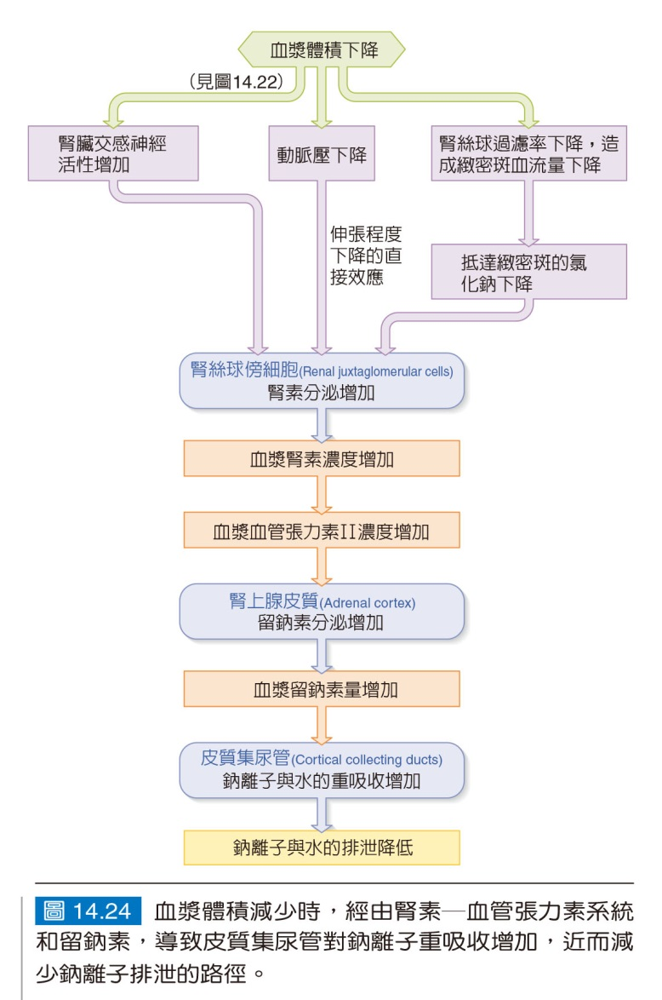 血漿體積下降
(見圖14.22)
腎臟交感神經
活性增加
動脈壓下降
腎絲球過濾率下降，造
成緻密斑血流量下降
伸張程度
下降的直
接效應
抵達緻密斑的氯
化鈉下降
腎絲球傍細胞(Renal juxtaglomerular cells)
腎素分泌增加
血漿腎素濃度增加
血漿血管張力素II濃度增加
腎上腺皮質(Adrenal cortex)
留鈉素分泌增加
血漿留鈉素量增加
皮質集尿管(Cortical collecting ducts)
鈉離子與水的重吸收增加
鈉離子與水的排泄降低
圖 14.24 血漿體積減少時，經由腎素—血管張力素系統
和留鈉素，導致皮質集尿管對鈉離子重吸收增加，近而減
少鈉離子排泄的路徑。